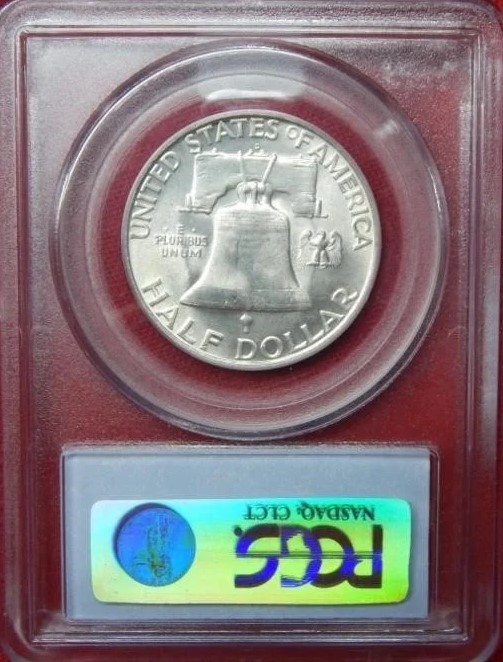 UNITED STATES OF AMERICA
S
E
PLURIBUS
UNUM
HALF DOLLAR
PCGS.
NASDAQ, CLCT